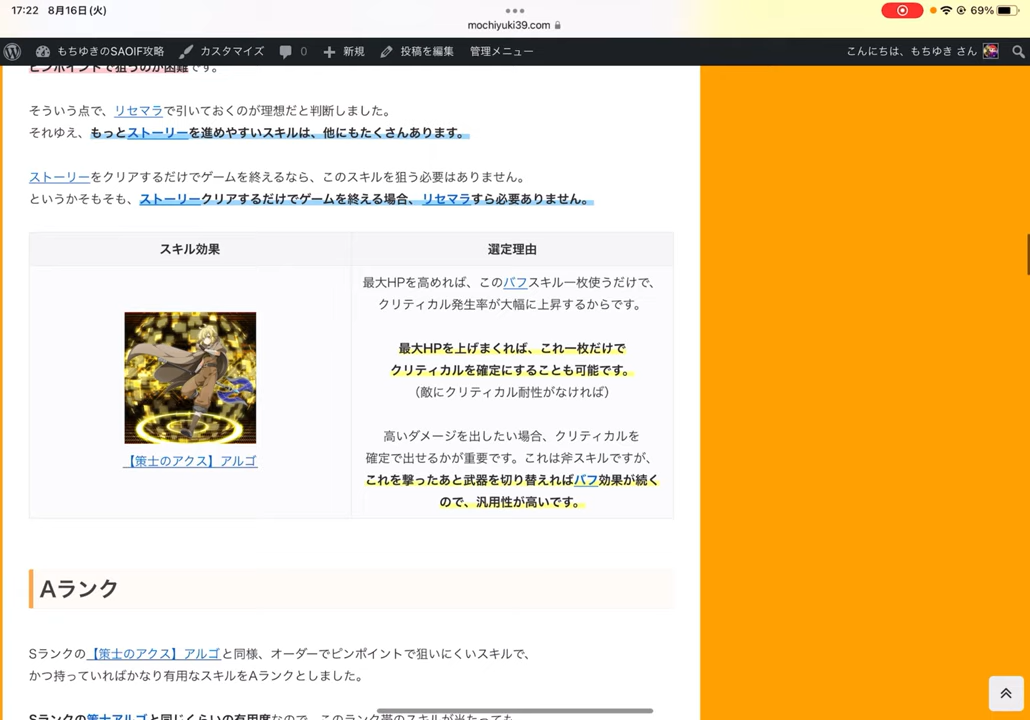 17:22 8月16日(火)
69%
mochiyuki39.com
もちゆきのSAOIF攻略 カスタマイズ 0 新規 投稿を編集 管理メニュー こんにちは、もちゆき さん
ピンポイントで狙うのが困難です。
そういう点で、リセマラで引いておくのが理想だと判断しました。
それゆえ、もっとストーリーを進めやすいスキルは、他にもたくさんあります。
ストーリーをクリアするだけでゲームを終えるなら、このスキルを狙う必要はありません。
というかそもそも、ストーリークリアするだけでゲームを終える場合、リセマラすら必要ありません。
スキル効果
選定理由
【策士のアクス】アルゴ
最大HPを高めれば、このバフスキル一枚使うだけで、
クリティカル発生率が大幅に上昇するからです。
最大HPを上げまくれば、これ一枚だけで
クリティカルを確定にすることも可能です。
（敵にクリティカル耐性がなければ）
高いダメージを出したい場合、クリティカルを
確定で出せるかが重要です。これは斧スキルですが、
これを撃ったあと武器を切り替えればバフ効果が続く
ので、汎用性が高いです。
Aランク
Sランクの【策士のアクス】アルゴと同様、オーダーでピンポイントで狙いにくいスキルで、
かつ持っていればかなり有用なスキルをAランクとしました。
Sランクの策士アルゴと同じくらいの有用度なので、このランク帯のスキルが当たっても、